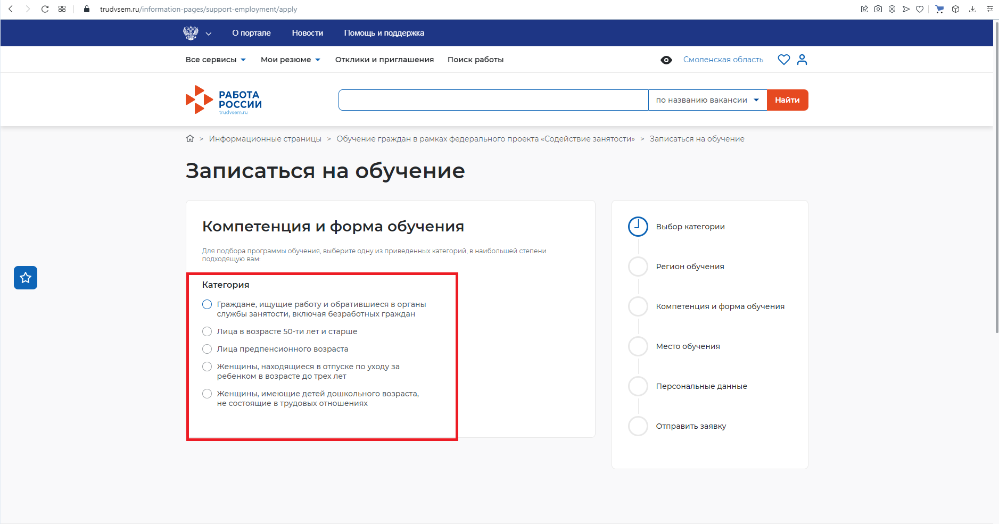 trudvsem.ru/information-pages/support-employment/apply
О портале
Новости
Помощь и поддержка
Все сервисы
Мои резюме
Отклики и приглашения
Поиск работы
Смоленская область
РАБОТА
РОССИИ
trudvsem.ru
по названию вакансии
Найти
> Информационные страницы > Обучение граждан в рамках федерального проекта «Содействие занятости» > Записаться на обучение
Записаться на обучение
Компетенция и форма обучения
Для подбора программы обучения, выберите одну из приведенных категорий, в наибольшей степени
подходящую вам:
Категория
Граждане, ищущие работу и обратившиеся в органы
службы занятости, включая безработных граждан
Лица в возрасте 50-ти лет и старше
Лица предпенсионного возраста
Женщины, находящиеся в отпуске по уходу за
ребенком в возрасте до трех лет
Женщины, имеющие детей дошкольного возраста,
не состоящие в трудовых отношениях
Выбор категории
Регион обучения
Компетенция и форма обучения
Место обучения
Персональные данные
Отправить заявку